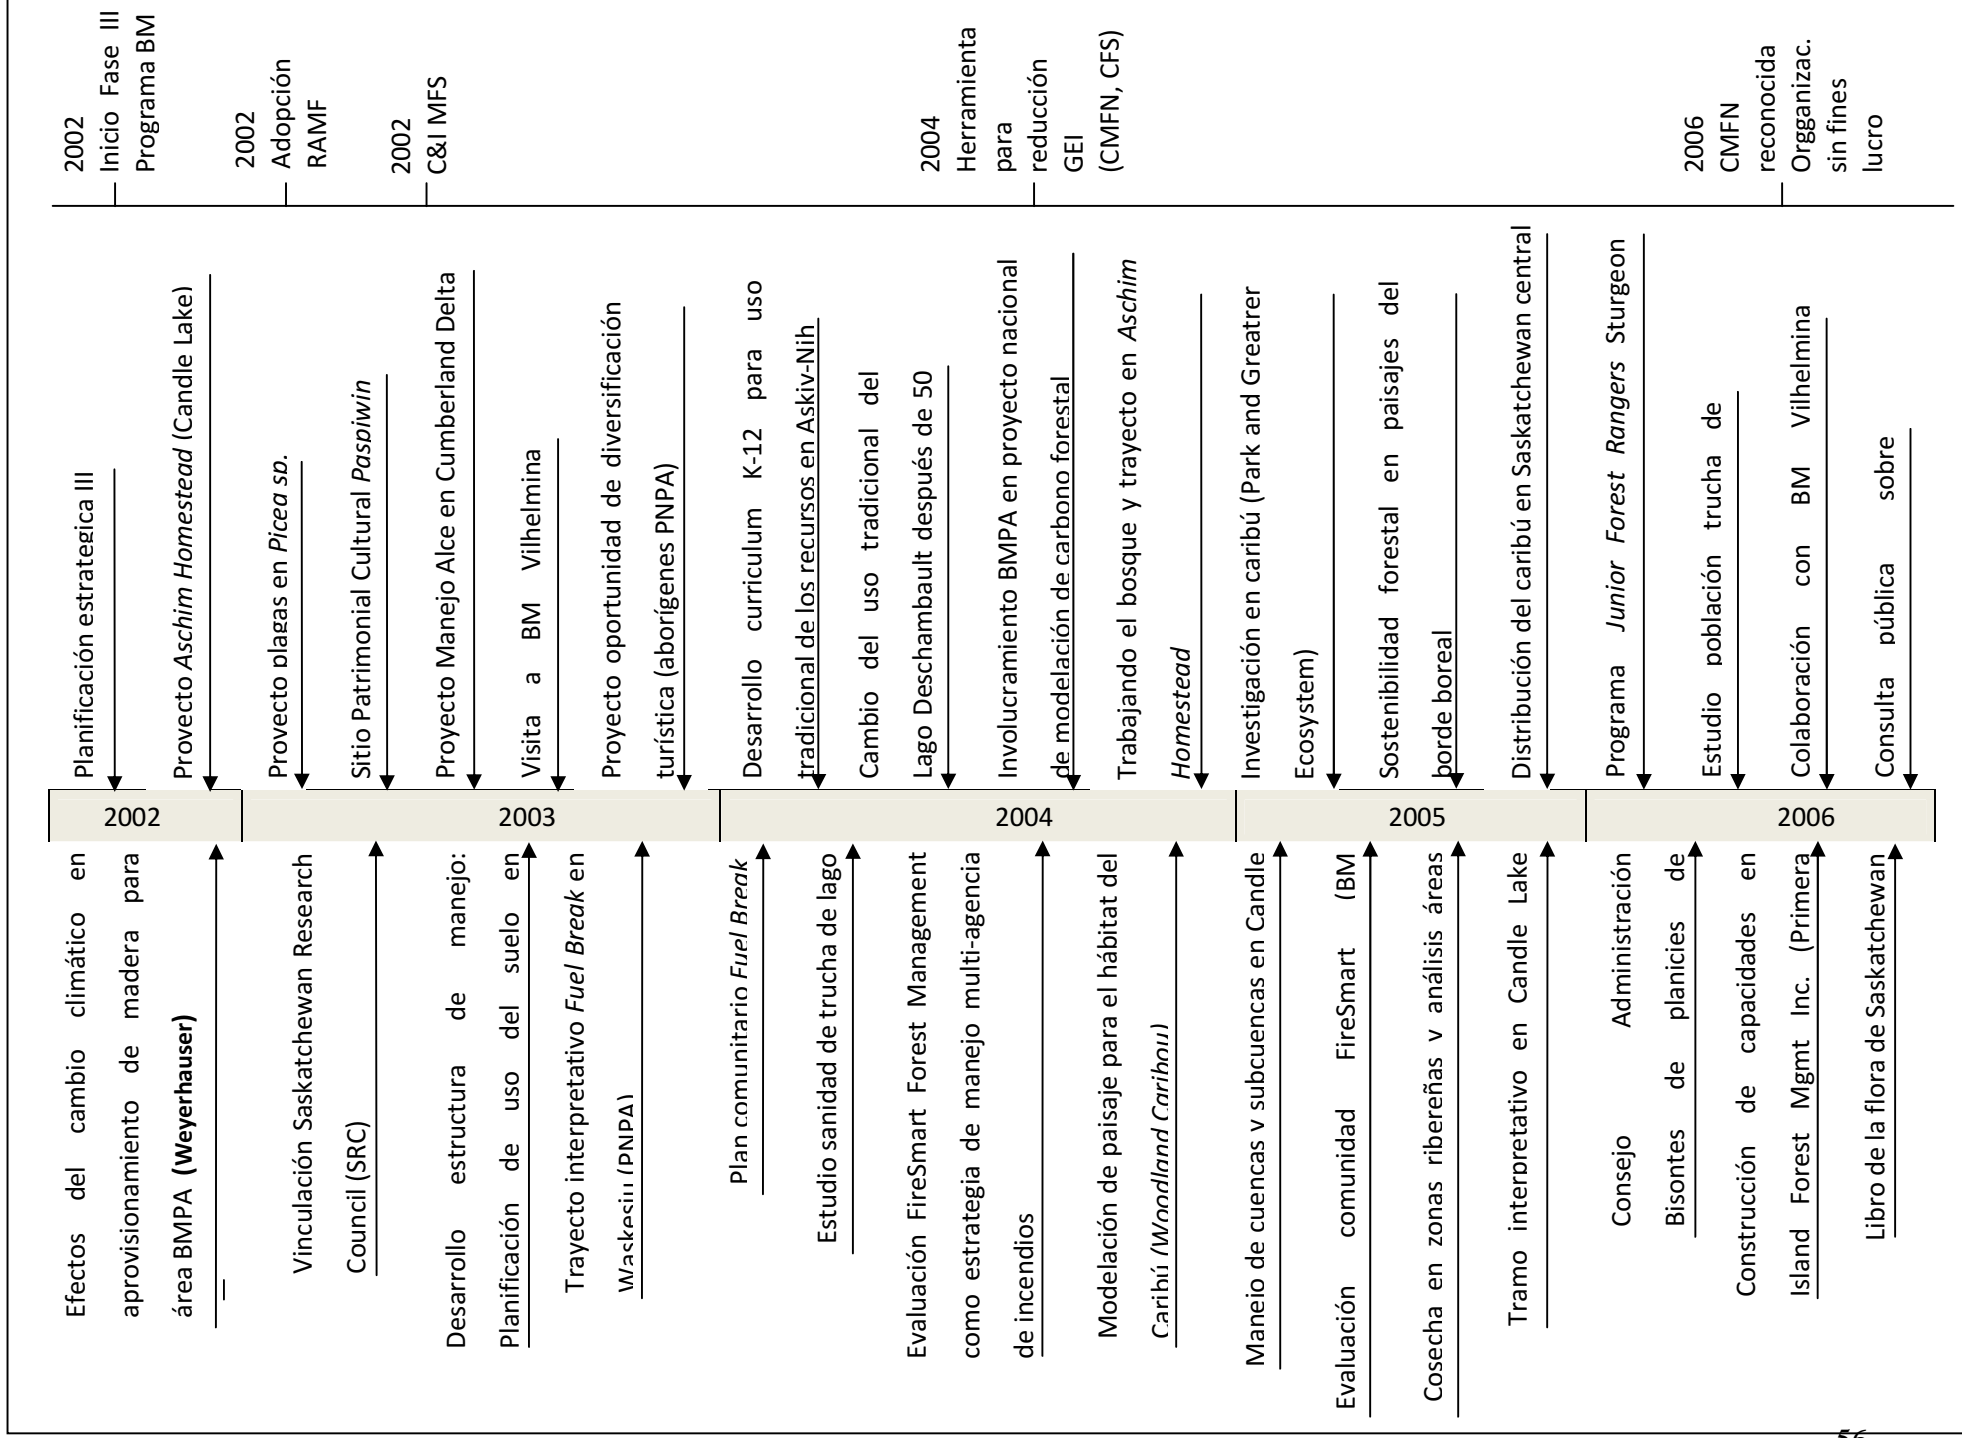 2002
Inicio Fase III
Programa BM
2002
Adopción
RAMF
2002
C&I MFS
2004
Herramienta
para
reducción
GEI
(CMFN, CFS)
2006
CMFN
reconocida
Orgganizac.
sin fines
lucro
Planificación estrategica III
Proyecto Aschim Homestead (Candle Lake)
Proyecto plagas en Picea sp.
Sitio Patrimonial Cultural Paspiwin
Proyecto Manejo Alce en Cumberland Delta
Visita a BM Vilhelmina
Proyecto oportunidad de diversificación
turística (aborígenes PNPA)
Desarrollo curriculum K-12 para uso
tradicional de los recursos en Askiv-Nih
Cambio del uso tradicional del
Lago Deschambault después de 50
Involucramiento BMPA en proyecto nacional
de modelación de carbono forestal
Trabajando el bosque y trayecto en Aschim
Homestead
Investigación en caribú (Park and Greatrer
Ecosystem)
Sostenibilidad forestal en paisajes del
borde boreal
Distribución del caribú en Saskatchewan central
Programa Junior Forest Rangers Sturgeon
Estudio población trucha de
Colaboración con BM Vilhelmina
Consulta pública sobre
2002
2003
2004
2005
2006
Efectos del cambio climático en
aprovisionamiento de madera para
área BMPA (Weyerhauser)
Vinculación Saskatchewan Research
Council (SRC)
Desarrollo estructura de manejo:
Planificación de uso del suelo en
Trayecto interpretativo Fuel Break en
Waskesiu (PNPA)
Plan comunitario Fuel Break
Estudio sanidad de trucha de lago
Evaluación FireSmart Forest Management
como estrategia de manejo multi-agencia
de incendios
Modelación de paisaje para el hábitat del
Caribú (Woodland Caribou)
Manejo de cuencas y subcuencas en Candle
Evaluación comunidad FireSmart (BM
Cosecha en zonas ribereñas y análisis áreas
Tramo interpretativo en Candle Lake
Consejo Administración
Bisontes de planicies de
Construcción de capacidades en
Island Forest Mgmt Inc. (Primera
Libro de la flora de Saskatchewan